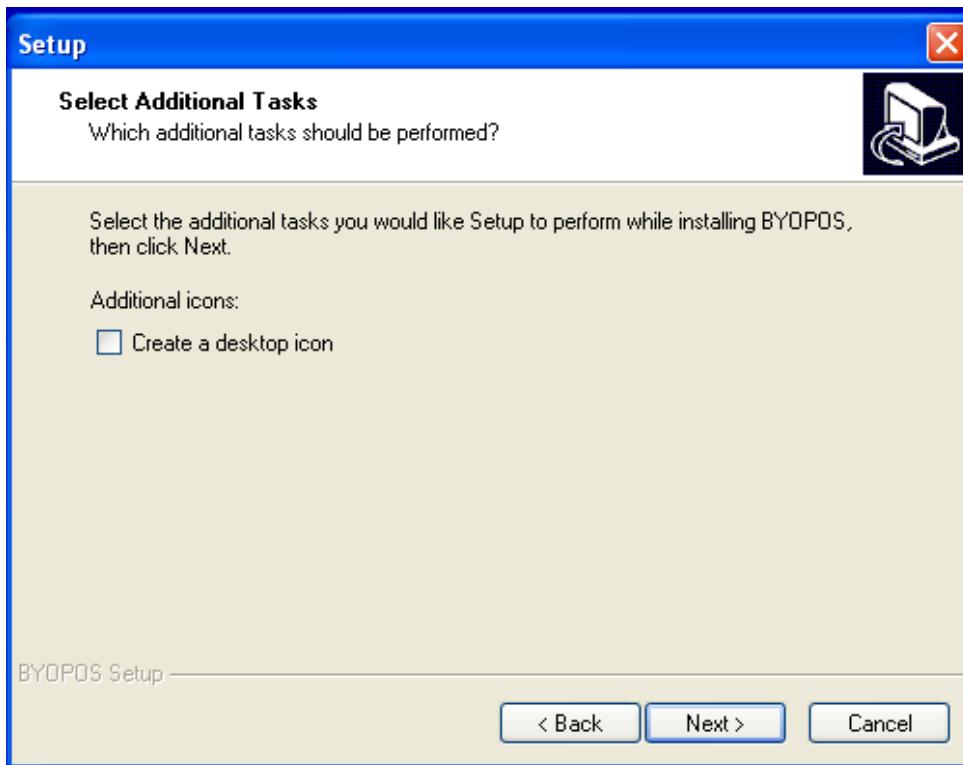 Setup
Select Additional Tasks
Which additional tasks should be performed?
Select the additional tasks you would like Setup to perform while installing BYOPOS,
then click Next.
Additional icons:
Create a desktop icon
BYOPOS Setup
< Back Next > Cancel